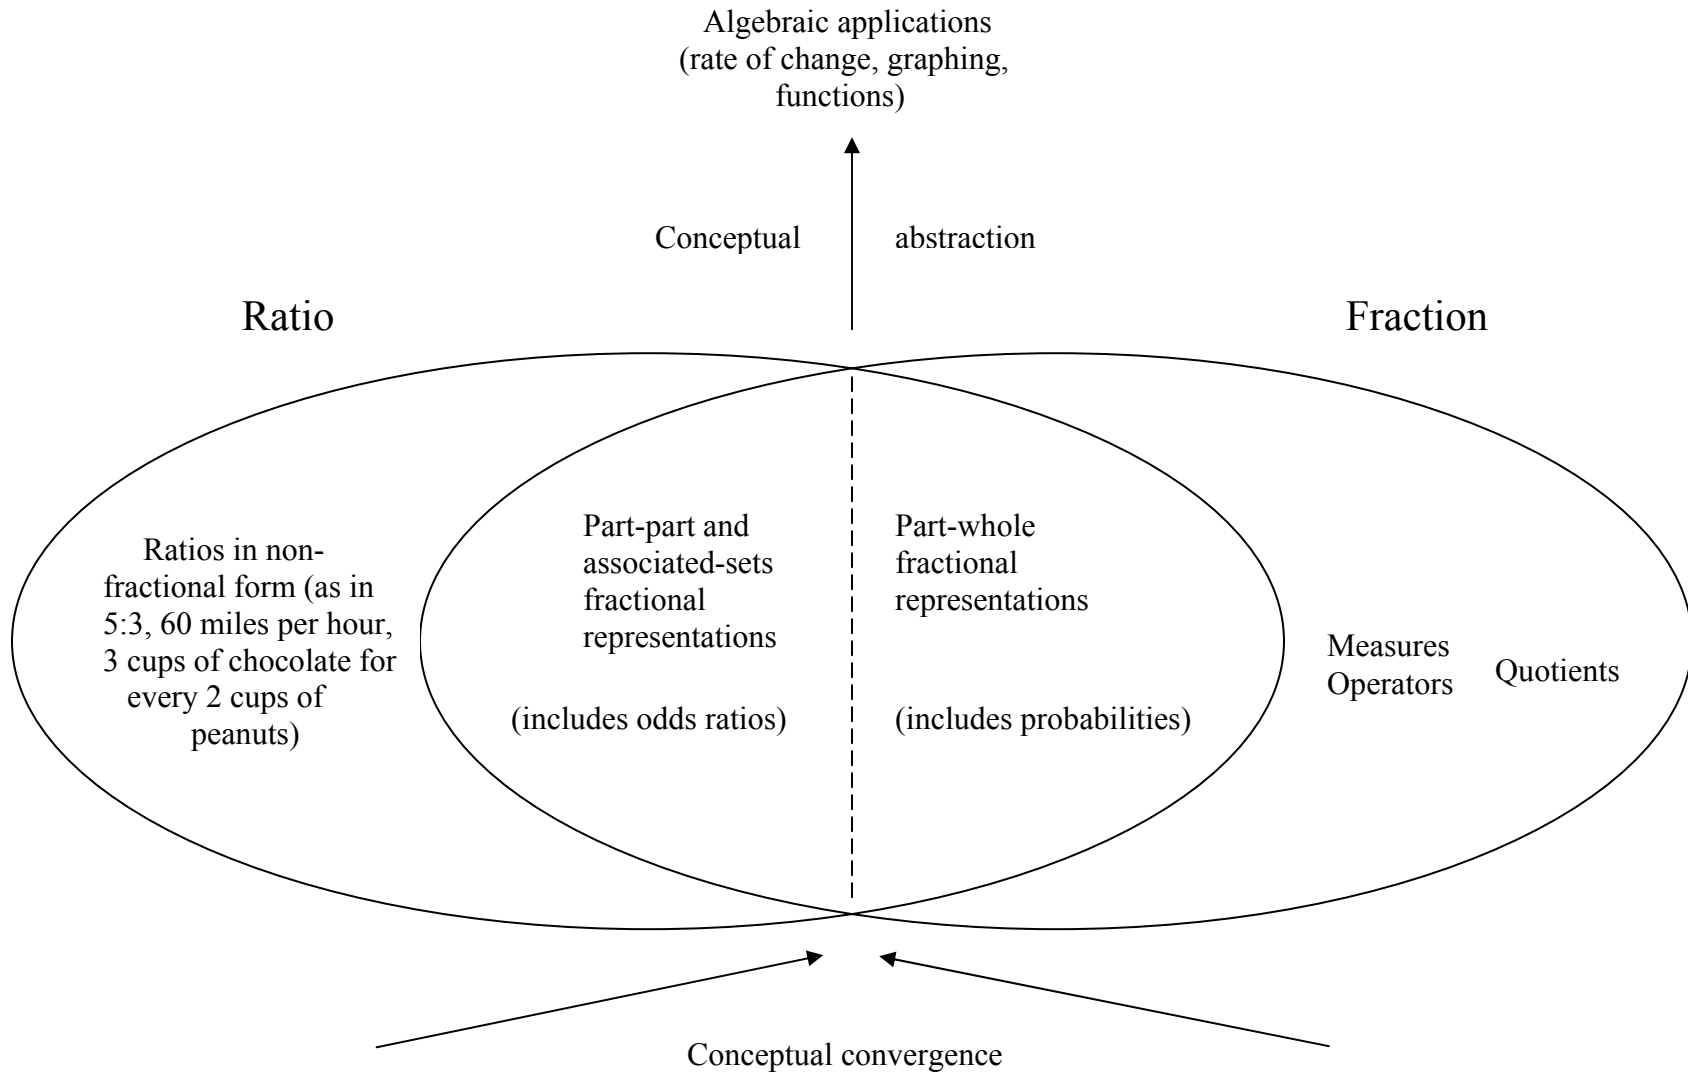 Algebraic applications
(rate of change, graphing,
functions)
Conceptual abstraction
Ratio
Fraction
Ratios in non-
fractional form (as in
5:3, 60 miles per hour,
3 cups of chocolate for
every 2 cups of
peanuts)
Part-part and
associated-sets
fractional
representations
(includes odds ratios)
Part-whole
fractional
representations
(includes probabilities)
Measures
Operators
Quotients
Conceptual convergence